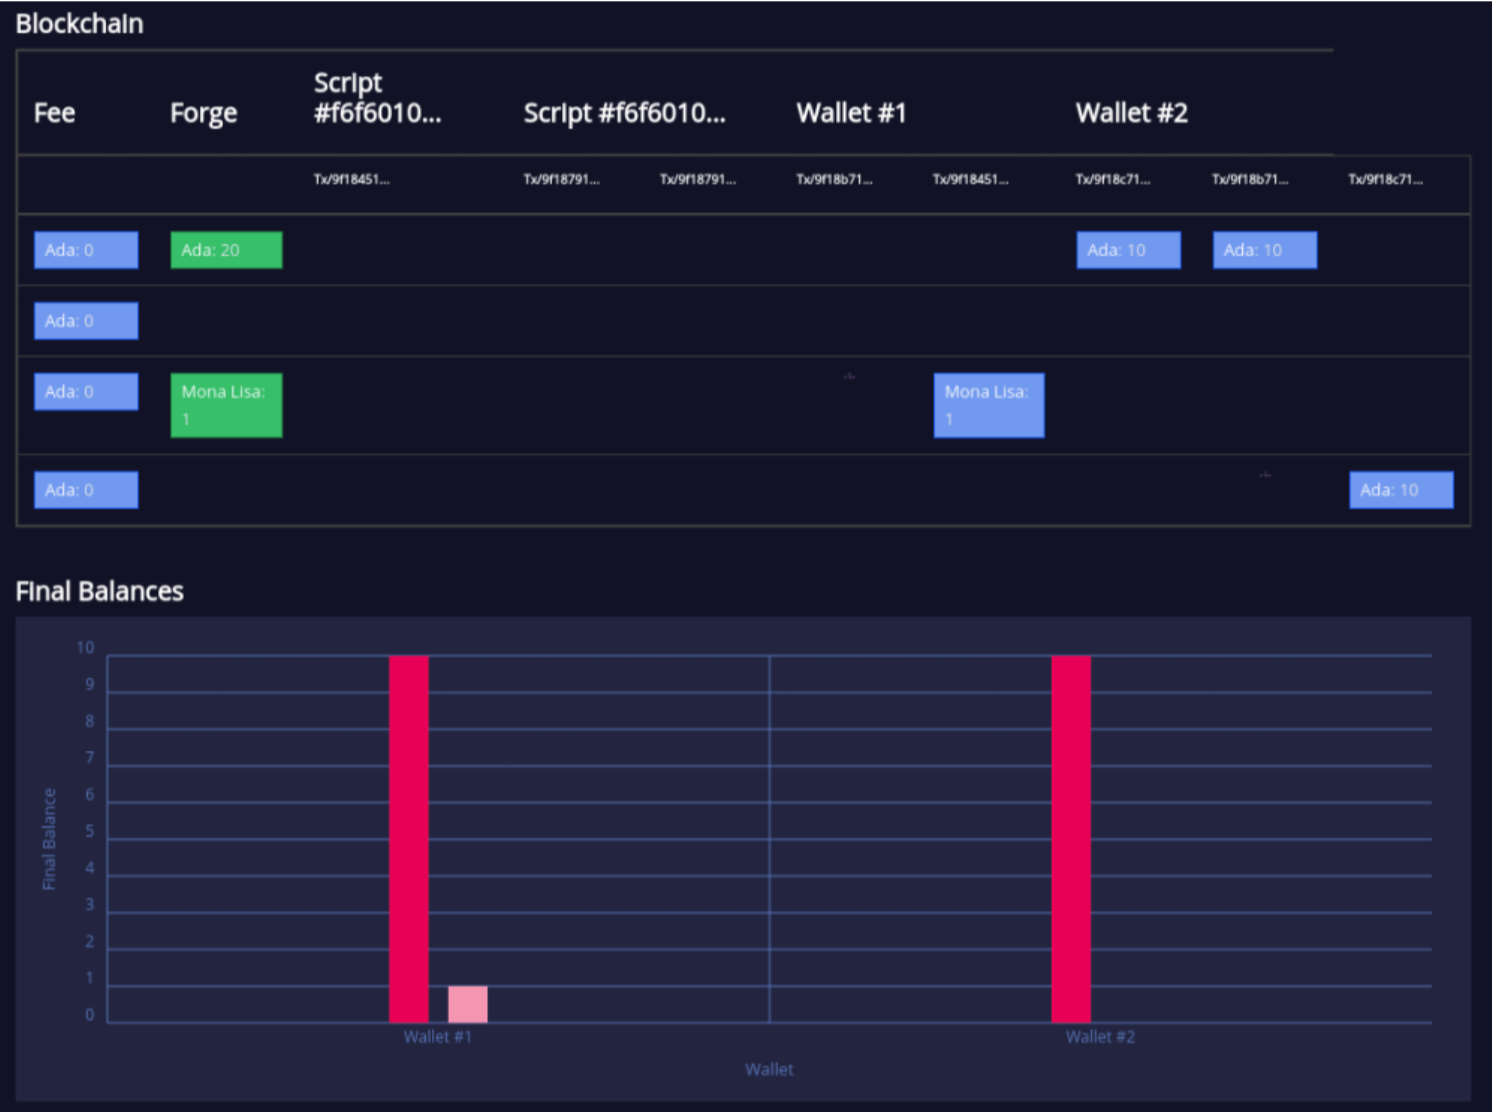 Blockchain
Script
Fee Forge #f6f6010... Script #f6f6010... Wallet #1 Wallet #2
Tx/9f18451... Tx/9f18791... Tx/9f18791... Tx/9f18b71... Tx/9f18451... Tx/9f18c71... Tx/9f18b71... Tx/9f18c71...
Ada: 0 Ada: 20 Ada: 10 Ada: 10
Ada: 0
Ada: 0 Mona Lisa: Mona Lisa:
1 1
Ada: 0 Ada: 10
Final Balances
10
9
8
7
6
5
4
3
2
1
0
Final Balance
Wallet #1 Wallet #2
Wallet